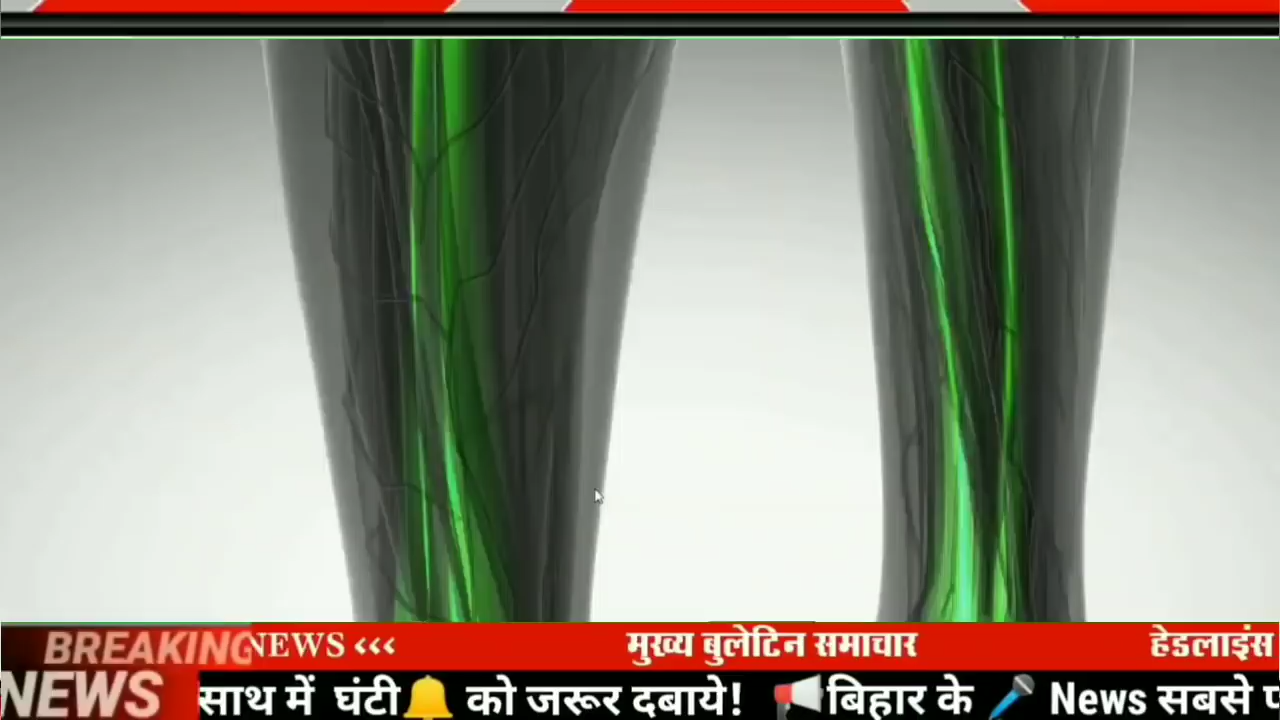 BREAKING NEWS
NEWS <<< मुख्य बुलेटिन समाचार हेडलाइंस
साथ में घंटी🔔 को जरूर दबाये! 📢बिहार के 🎤 News सबसे